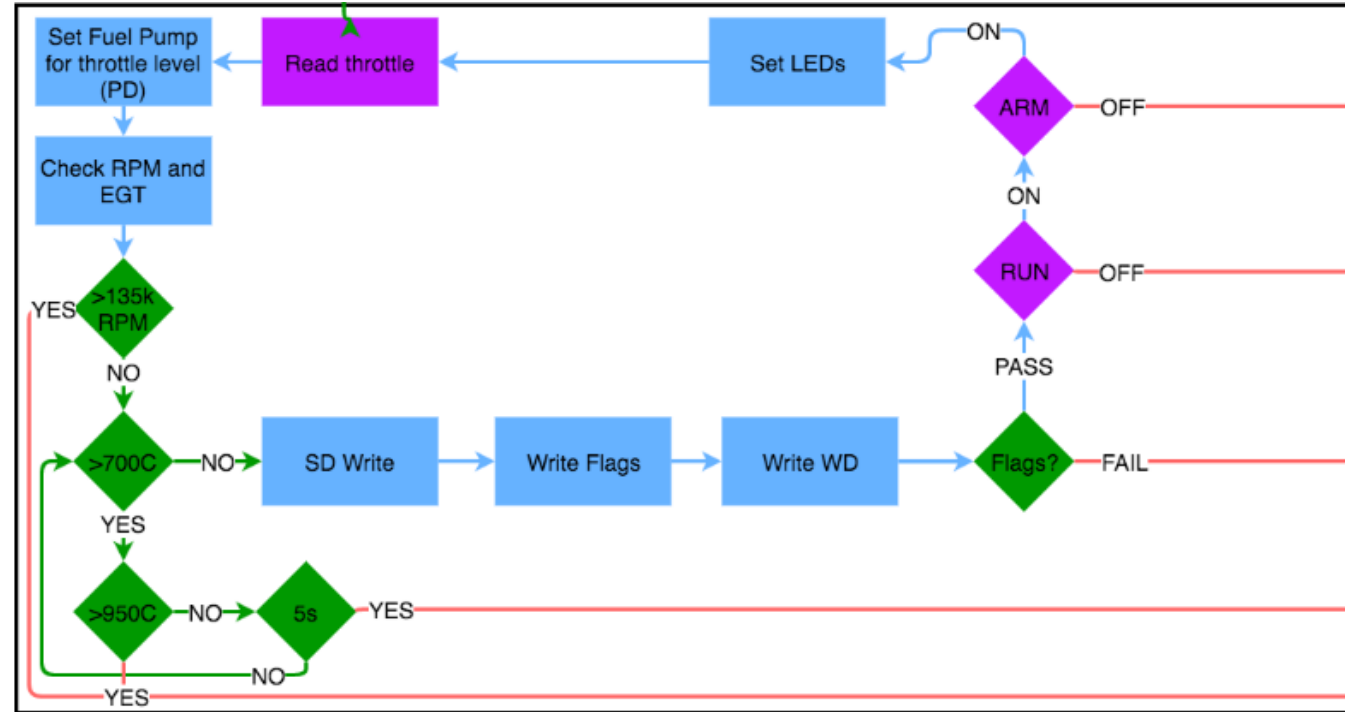 Set Fuel Pump
for throttle level
(PD)
Read throttle
Set LEDs
ON
ARM
OFF
Check RPM and
EGT
ON
RUN
OFF
YES
>135k
RPM
NO
PASS
>700C
NO
SD Write
Write Flags
Write WD
Flags?
FAIL
YES
>950C
NO
5s
YES
NO
YES